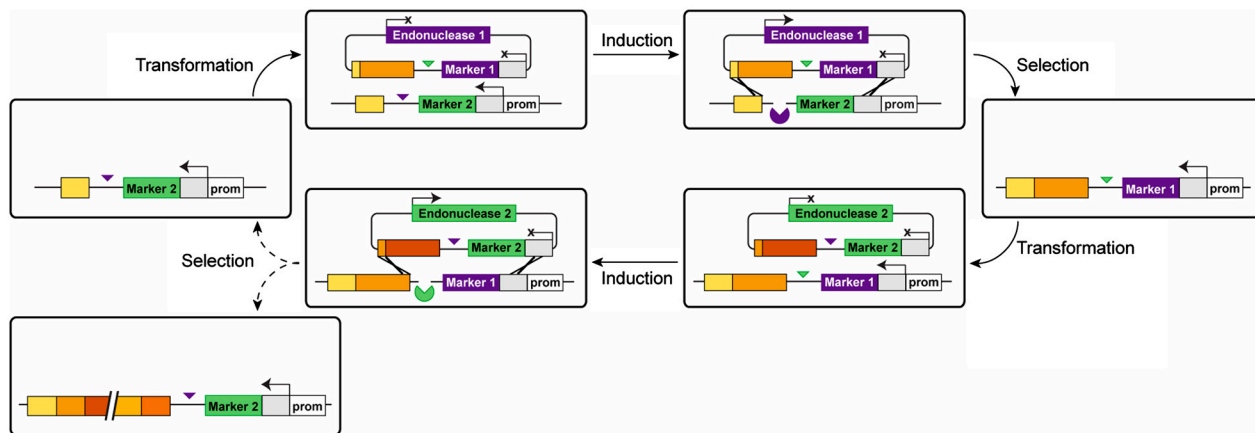 Transformation
x
Endonuclease 1
x
Marker 1
Marker 2
prom
Induction
Endonuclease 1
x
Marker 1
Marker 2
prom
Selection
Marker 2
prom
Marker 1
prom
Transformation
x
Endonuclease 2
x
Marker 2
Marker 1
prom
Induction
Endonuclease 2
x
Marker 2
Marker 1
prom
Selection
Marker 2
prom